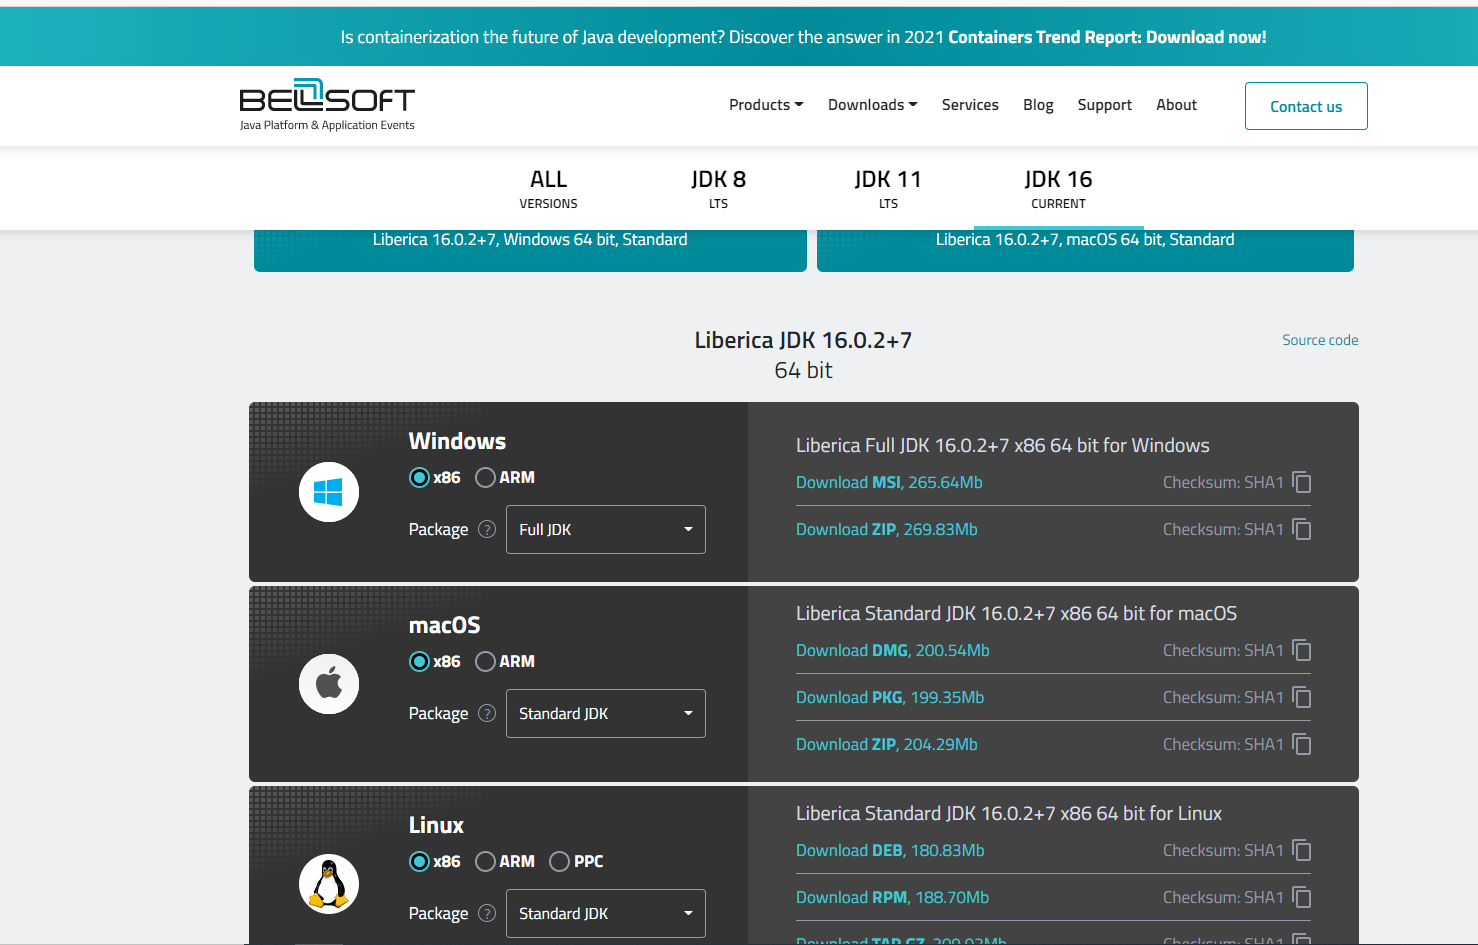 Is containerization the future of Java development? Discover the answer in 2021 Containers Trend Report: Download now!
BELLSOFT
Java Platform & Application Events
Products
Downloads
Services
Blog
Support
About
Contact us
ALL
VERSIONS
JDK 8
LTS
JDK 11
LTS
JDK 16
CURRENT
Liberica 16.0.2+7, Windows 64 bit, Standard
Liberica 16.0.2+7, macOS 64 bit, Standard
Liberica JDK 16.0.2+7
64 bit
Source code
Windows
x86 ARM
Package ? Full JDK
Liberica Full JDK 16.0.2+7 x86 64 bit for Windows
Download MSI, 265.64Mb Checksum: SHA1
Download ZIP, 269.83Mb Checksum: SHA1
macOS
x86 ARM
Package ? Standard JDK
Liberica Standard JDK 16.0.2+7 x86 64 bit for macOS
Download DMG, 200.54Mb Checksum: SHA1
Download PKG, 199.35Mb Checksum: SHA1
Download ZIP, 204.29Mb Checksum: SHA1
Linux
x86 ARM PPC
Package ? Standard JDK
Liberica Standard JDK 16.0.2+7 x86 64 bit for Linux
Download DEB, 180.83Mb Checksum: SHA1
Download RPM, 188.70Mb Checksum: SHA1
Download TAR.GZ, Checksum: SHA1